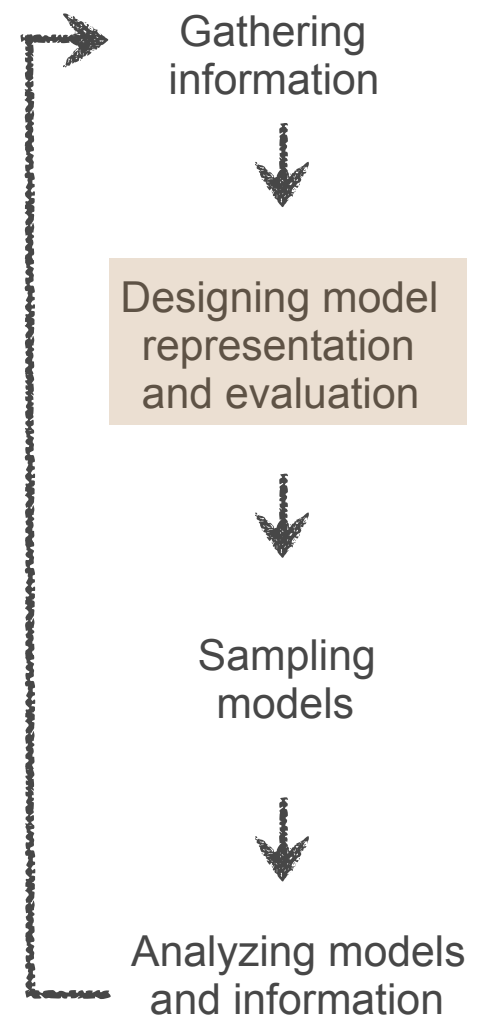 Gathering
information
Designing model
representation
and evaluation
Sampling
models
Analyzing models
and information